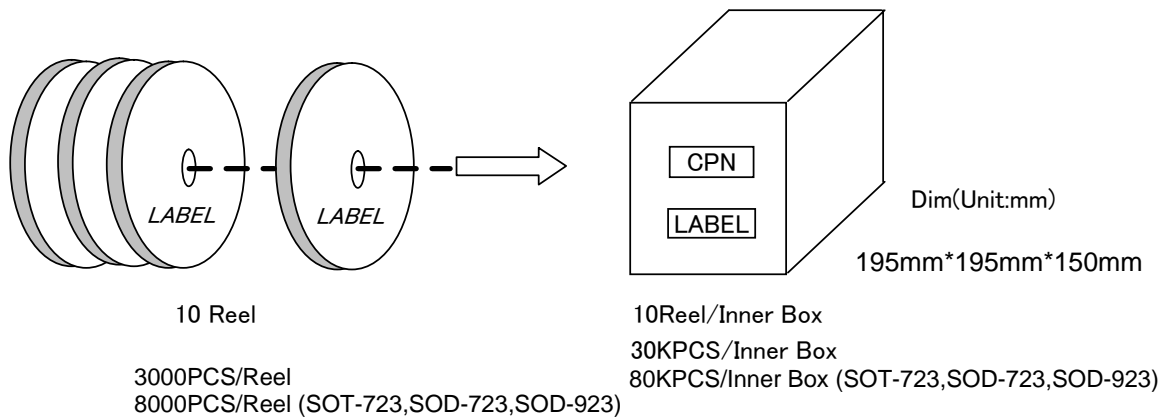 LABEL
LABEL
CPN
LABEL
Dim(Unit:mm)
195mm*195mm*150mm
10 Reel
3000PCS/Reel
8000PCS/Reel (SOT-723,SOD-723,SOD-923)
10Reel/Inner Box
30KPCS/Inner Box
80KPCS/Inner Box (SOT-723,SOD-723,SOD-923)